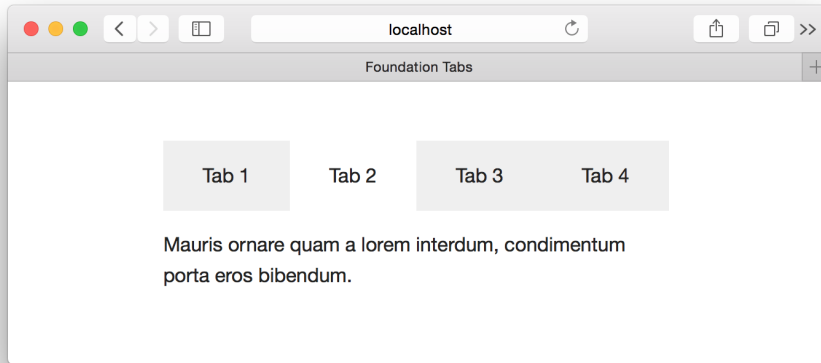 localhost
Foundation Tabs
Tab 1 Tab 2 Tab 3 Tab 4
Mauris ornare quam a lorem interdum, condimentum
porta eros bibendum.